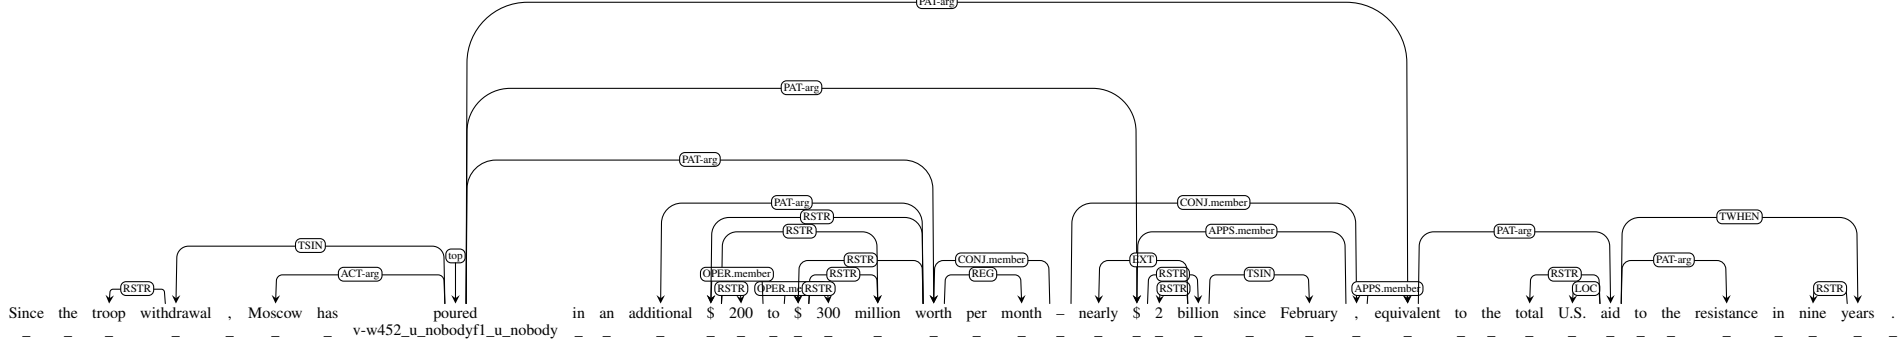 PAT-arg
PAT-arg
PAT-arg
PAT-arg CONJ.member
RSTR TWHEN
RSTR APPS.member PAT-arg
TSIN top RSTR CONJ.member EXT PAT-arg
ACT-arg OPER.member RSTR REG RSTR TSIN RSTR
RSTR RSTR RSTR RSTR APPS.member LOC RSTR
Since the troop withdrawal , Moscow has poured in an additional $ 200 to $ 300 million worth per month – nearly $ 2 billion since February , equivalent to the total U.S. aid to the resistance in nine years .
_ _ _ _ _ _ _ v-w452_u_nobodyf1_u_nobody _ _ _ _ _ _ _ _ _ _ _ _ _ _ _ _ _ _ _ _ _ _ _ _ _ _ _ _ _ _ _ _ _